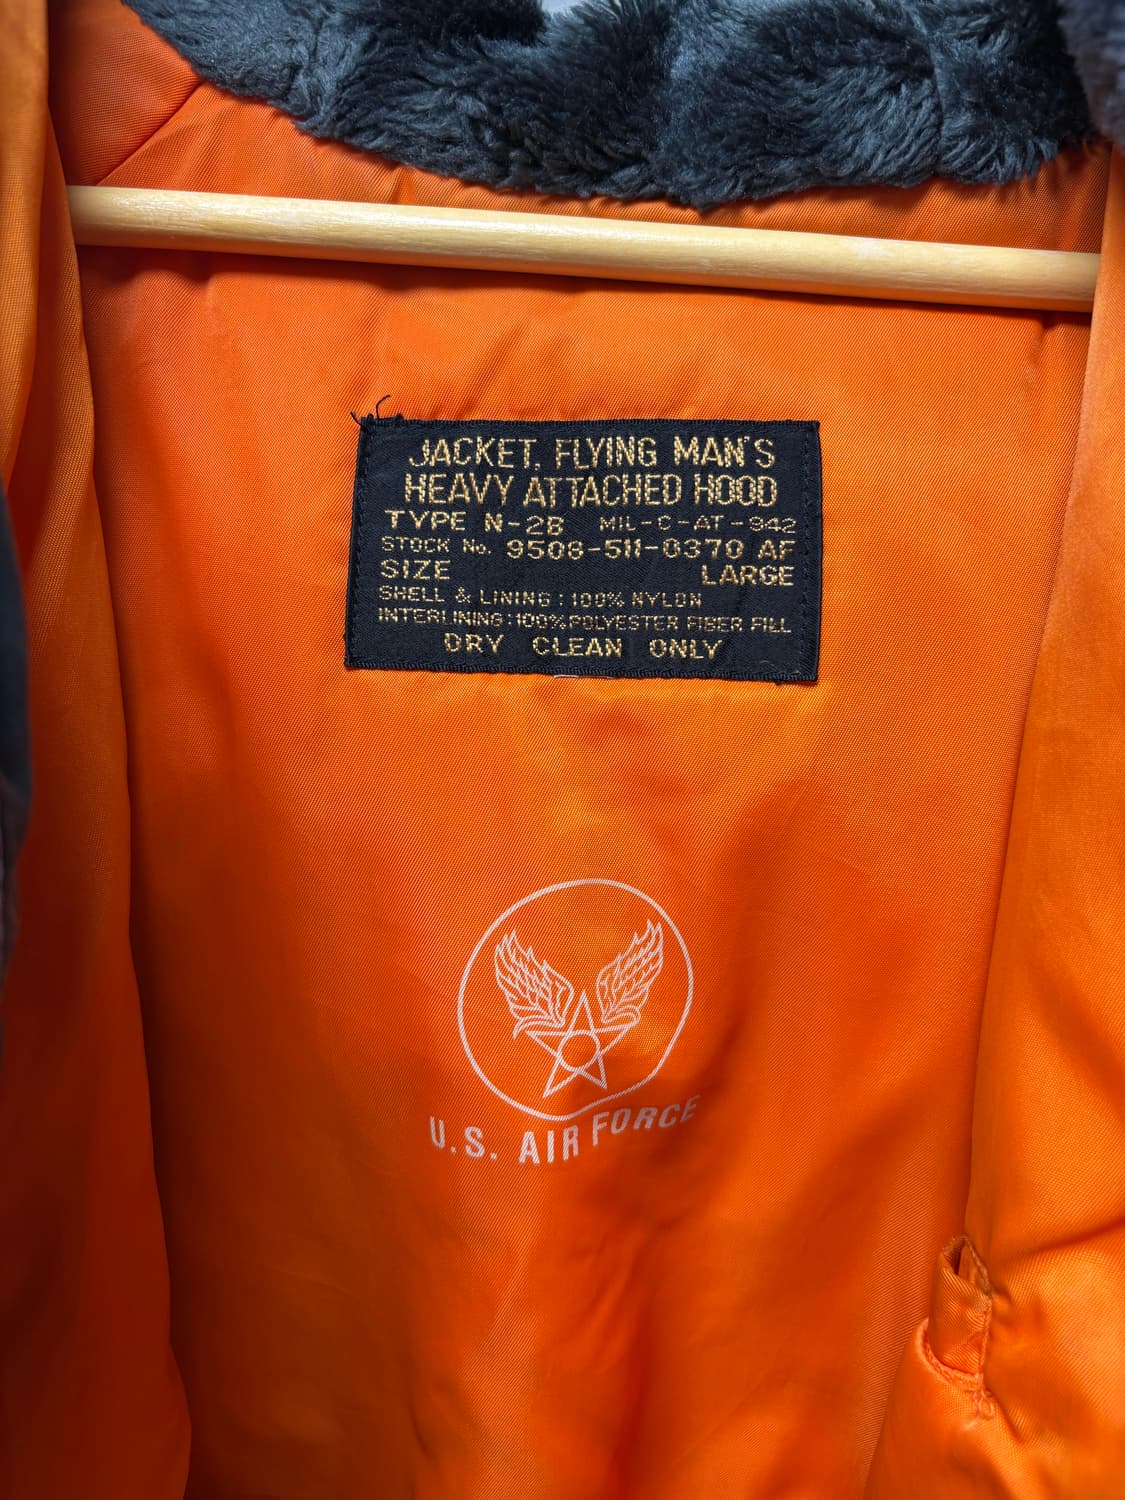 JACKET, FLYING MAN'S
HEAVY ATTACHED HOOD
TYPE N-2B MIL-C-AT-942
STOCK No. 9508-511-0370 AF
SIZE LARGE
SHELL & LINING:100% NYLON
INTERLINING:100%POLYESTER FIBER FILL
DRY CLEAN ONLY
U.S. AIR FORCE